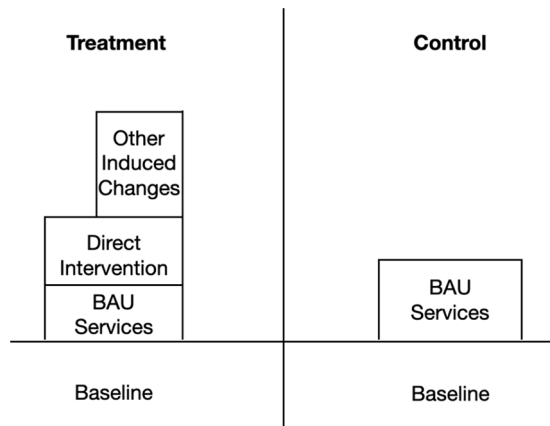 Treatment
Control
Other
Induced
Changes
Direct
Intervention
BAU
Services
BAU
Services
Baseline
Baseline